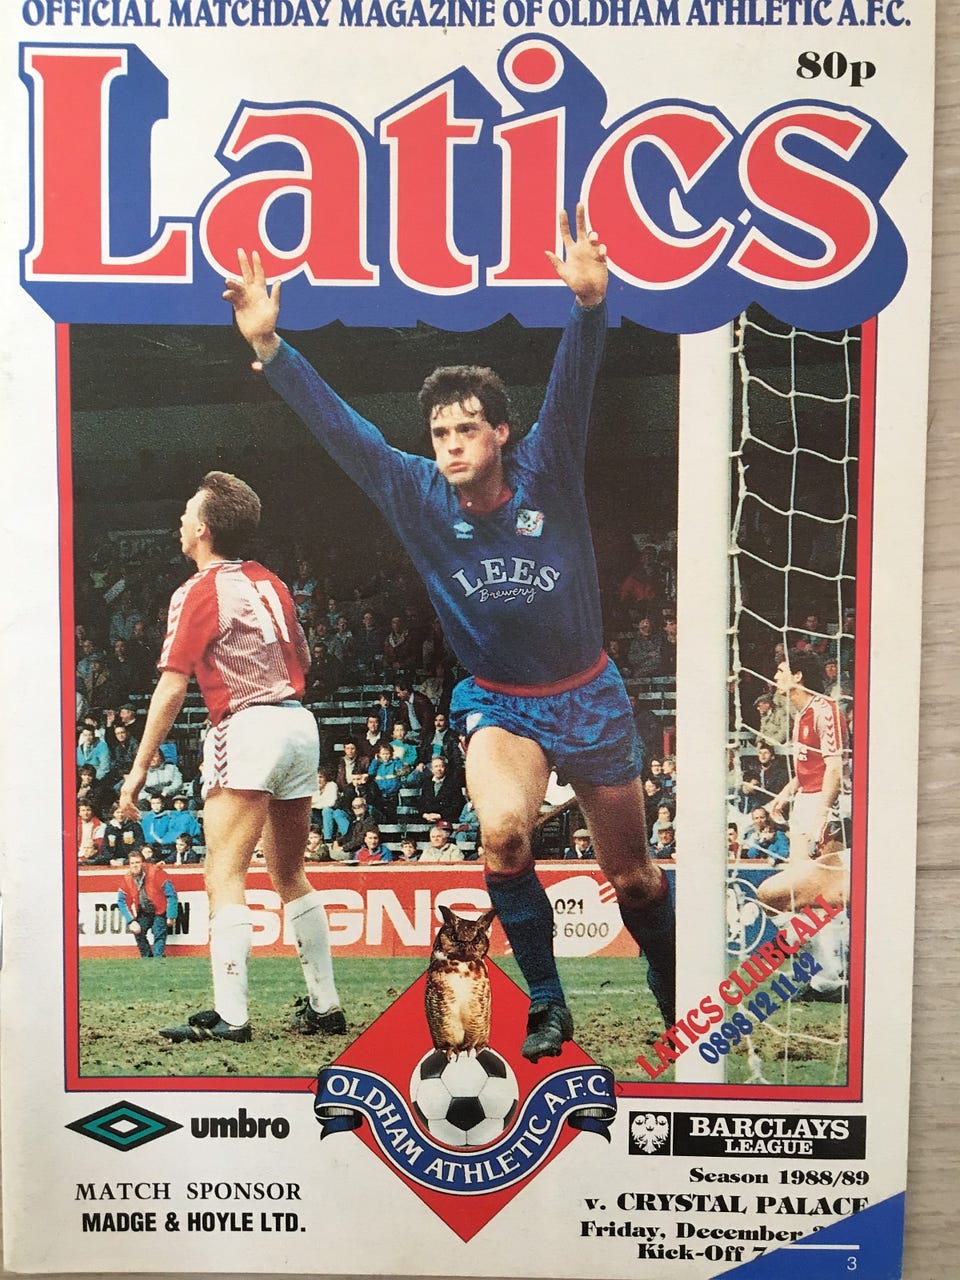 OFFICIAL MATCHDAY MAGAZINE OF OLDHAM ATHLETIC A.F.C.
80p
Latics
11
LEES
Brewery
SIGNS
021
6000
LATICS CLUBCALL
0898 12 11 42
OLDHAM ATHLETIC A.F.C.
umbro
BARCLAYS
LEAGUE
MATCH SPONSOR
MADGE & HOYLE LTD.
Season 1988/89
v. CRYSTAL PALACE
Friday, December
Kick-Off
3